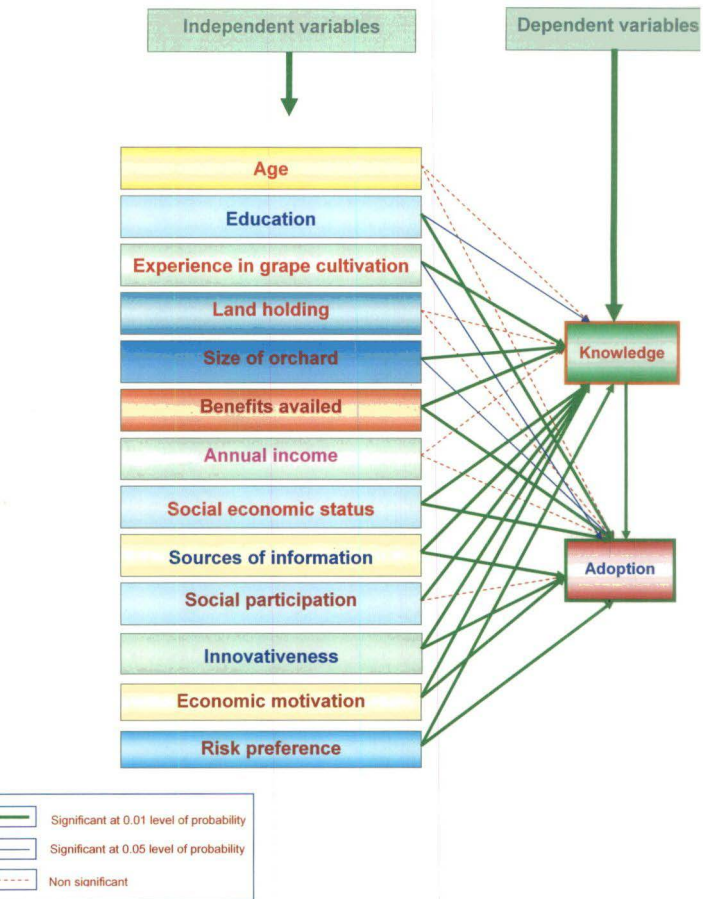 Independent variables
Dependent variables
Age
Education
Experience in grape cultivation
Land holding
Size of orchard
Benefits availed
Annual income
Social economic status
Sources of information
Social participation
Innovativeness
Economic motivation
Risk preference
Knowledge
Adoption
Significant at 0.01 level of probability
Significant at 0.05 level of probability
Non significant